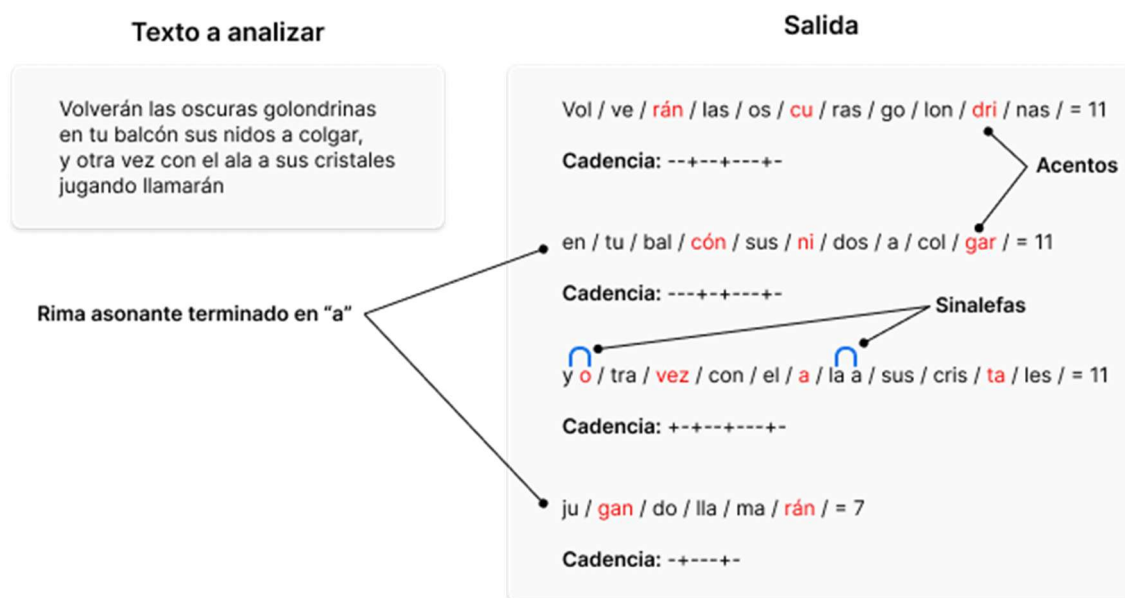 Texto a analizar
Volverán las oscuras golondrinas
en tu balcón sus nidos a colgar,
y otra vez con el ala a sus cristales
jugando llamarán
Rima asonante terminado en “a”
Salida
Vol / ve / rán / las / os / cu / ras / go / lon / dri / nas / = 11
Cadencia: --+--+---+-
Acentos
en / tu / bal / cón / sus / ni / dos / a / col / gar / = 11
Cadencia: ---+-+---+-
Sinalefas
y o / tra / vez / con / el / a / la a / sus / cris / ta / les / = 11
Cadencia: +-+--+---+-
ju / gan / do / lla / ma / rán / = 7
Cadencia: -+---+-